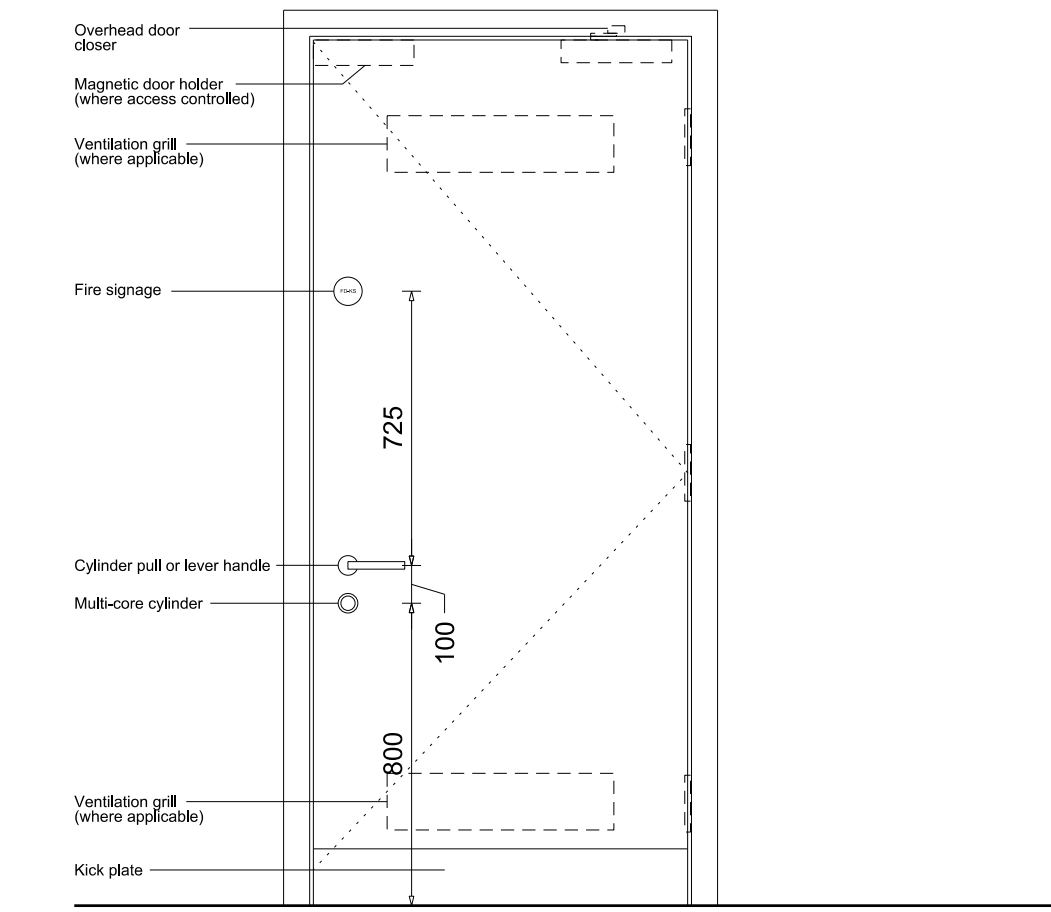 Overhead door
closer
Magnetic door holder
(where access controlled)
Ventilation grill
(where applicable)
Fire signage
725
Cylinder pull or lever handle
Multi-core cylinder
100
800
Ventilation grill
(where applicable)
Kick plate